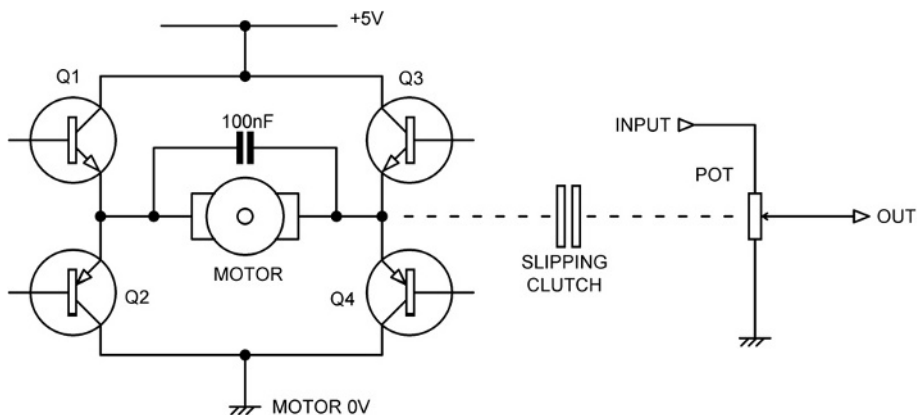 +5V
Q1
Q3
100nF
INPUT
POT
OUT
MOTOR
SLIPPING
CLUTCH
Q2
Q4
MOTOR 0V